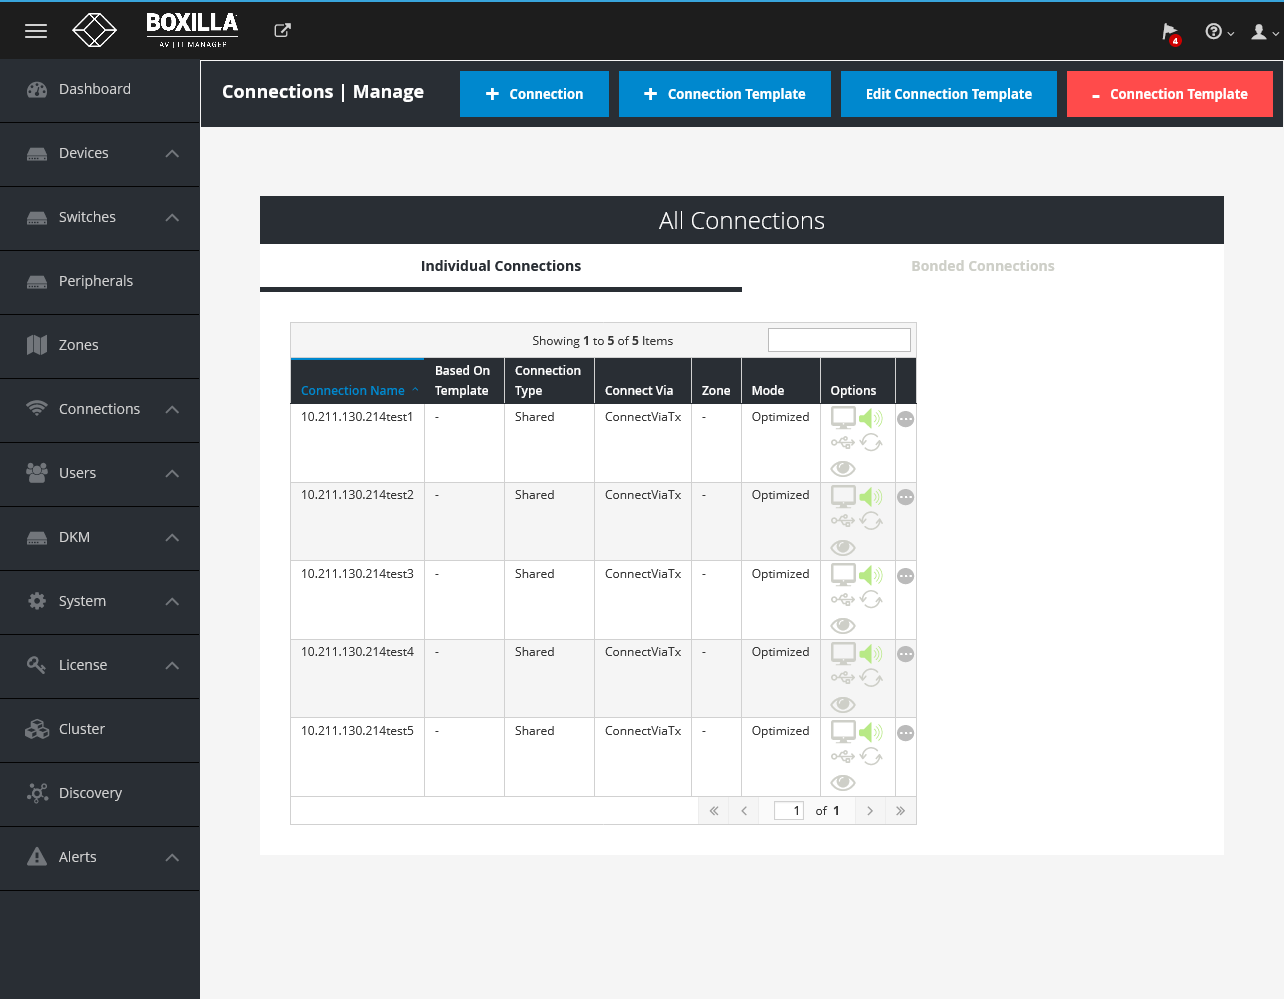 BOXILLA
AV | IT MANAGER
4
Dashboard
Devices
Switches
Peripherals
Zones
Connections
Users
DKM
System
License
Cluster
Discovery
Alerts
Connections | Manage
+ Connection
+ Connection Template
Edit Connection Template
- Connection Template
All Connections
Individual Connections
Bonded Connections
Showing 1 to 5 of 5 Items
Connection Name
Based On Template
Connection Type
Connect Via
Zone
Mode
Options
10.211.130.214test1 - Shared ConnectViaTx - Optimized
10.211.130.214test2 - Shared ConnectViaTx - Optimized
10.211.130.214test3 - Shared ConnectViaTx - Optimized
10.211.130.214test4 - Shared ConnectViaTx - Optimized
10.211.130.214test5 - Shared ConnectViaTx - Optimized
« < 1 of 1 > »